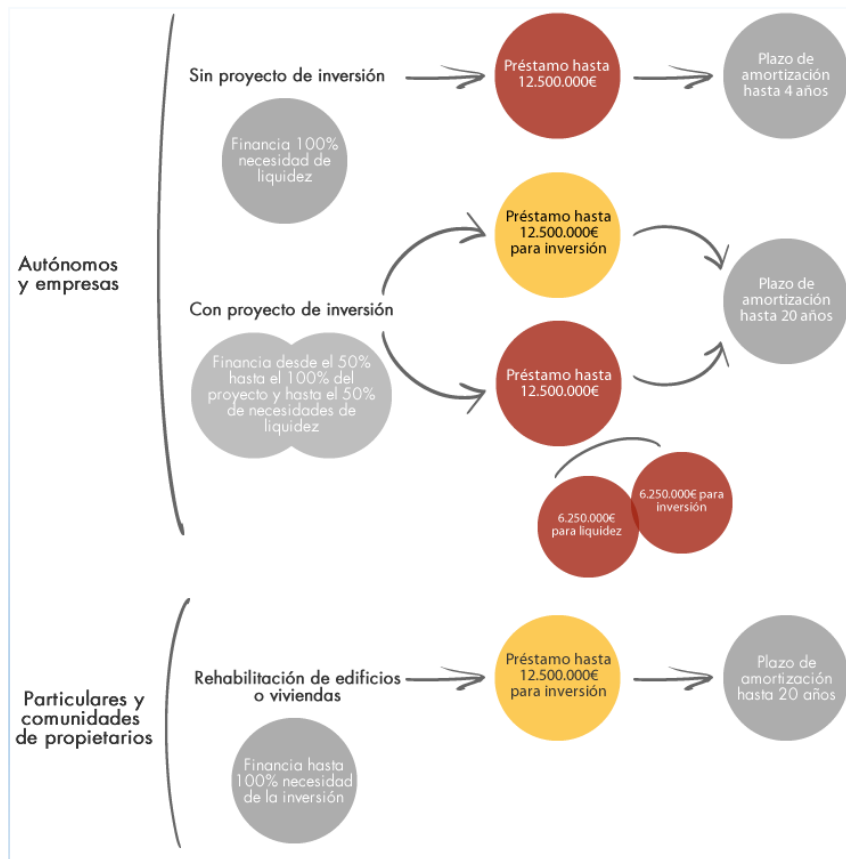 Sin proyecto de inversión
Préstamo hasta
12.500.000€
Plazo de
amortización
hasta 4 años
Financia 100%
necesidad de
liquidez
Autónomos
y empresas
Préstamo hasta
12.500.000€
para inversión
Con proyecto de inversión
Plazo de
amortización
hasta 20 años
Financia desde el 50%
hasta el 100% del
proyecto y hasta el 50%
de necesidades de
liquidez
Préstamo hasta
12.500.000€
6.250.000€
para liquidez
6.250.000€ para
inversión
Particulares y
comunidades
de propietarios
Rehabilitación de edificios
o viviendas
Préstamo hasta
12.500.000€
para inversión
Plazo de
amortización
hasta 20 años
Financia hasta
100% necesidad
de la inversión